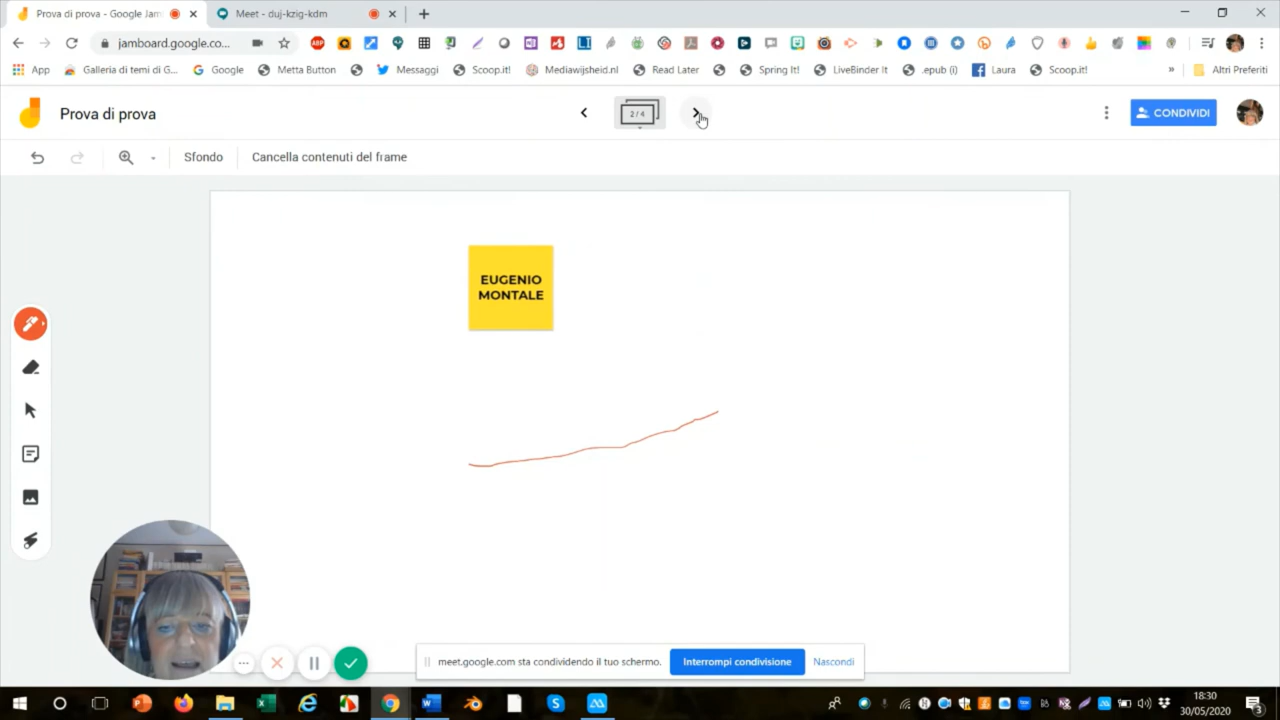 Prova di prova - Google Jam
Meet - duj-kzig-kdm
jamboard.google.co...
App
Galleria di temi di G...
Google
Metta Button
Messaggi
Scoop.it!
Mediawijsheid.nl
Read Later
Spring It!
LiveBinder It
.epub (i)
Laura
Scoop.it!
»
Altri Preferiti
Prova di prova
2 / 4
CONDIVIDI
Sfondo
Cancella contenuti del frame
EUGENIO
MONTALE
meet.google.com sta condividendo il tuo schermo.
Interrompi condivisione
Nascondi
18:30
30/05/2020